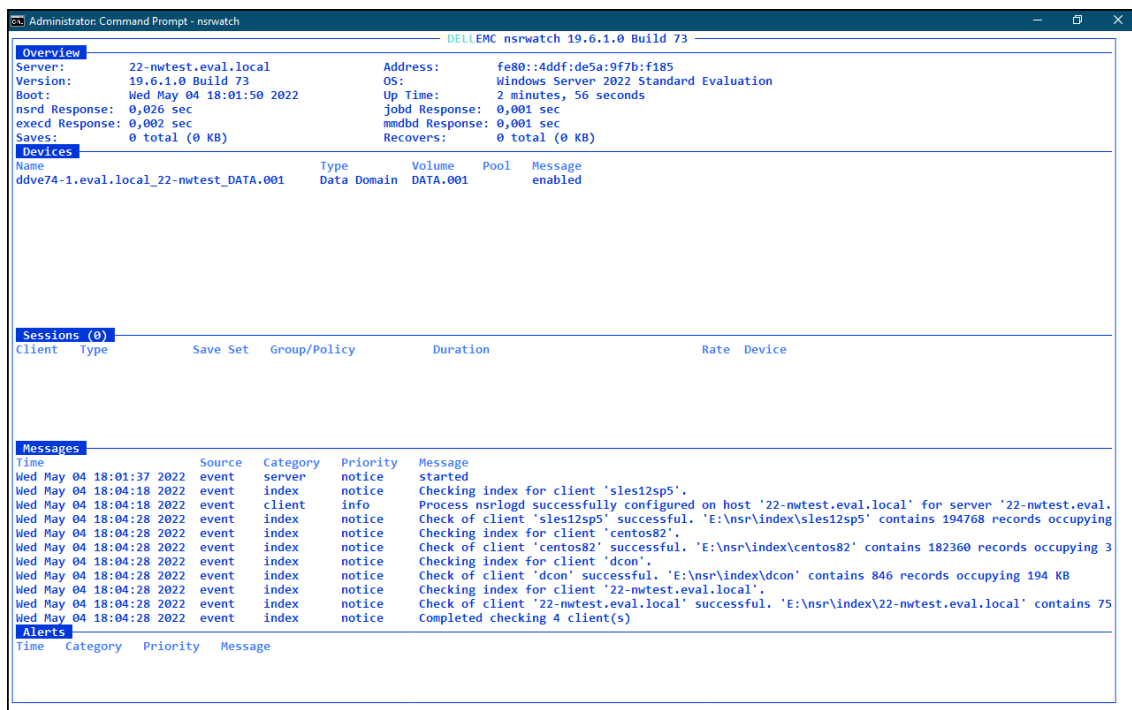 Administrator: Command Prompt - nsrwatch
DELLEMC nsrwatch 19.6.1.0 Build 73
Overview
Server: 22-nwtest.eval.local Address: fe80::4ddf:de5a:9f7b:f185
Version: 19.6.1.0 Build 73 OS: Windows Server 2022 Standard Evaluation
Boot: Wed May 04 18:01:50 2022 Up Time: 2 minutes, 56 seconds
nsrd Response: 0,026 sec jobd Response: 0,001 sec
execd Response: 0,002 sec mmdbd Response: 0,001 sec
Saves: 0 total (0 KB) Recovers: 0 total (0 KB)
Devices
Name Type Volume Pool Message
ddve74-1.eval.local_22-nwtest_DATA.001 Data Domain DATA.001 enabled
Sessions (0)
Client Type Save Set Group/Policy Duration Rate Device
Messages
Time Source Category Priority Message
Wed May 04 18:01:37 2022 event server notice started
Wed May 04 18:04:18 2022 event index notice Checking index for client 'sles12sp5'.
Wed May 04 18:04:18 2022 event client info Process nsrlogd successfully configured on host '22-nwtest.eval.local' for server '22-nwtest.eval.
Wed May 04 18:04:28 2022 event index notice Check of client 'sles12sp5' successful. 'E:\nsr\index\sles12sp5' contains 194768 records occupying
Wed May 04 18:04:28 2022 event index notice Checking index for client 'centos82'.
Wed May 04 18:04:28 2022 event index notice Check of client 'centos82' successful. 'E:\nsr\index\centos82' contains 182360 records occupying 3
Wed May 04 18:04:28 2022 event index notice Checking index for client 'dcon'.
Wed May 04 18:04:28 2022 event index notice Check of client 'dcon' successful. 'E:\nsr\index\dcon' contains 846 records occupying 194 KB
Wed May 04 18:04:28 2022 event index notice Checking index for client '22-nwtest.eval.local'.
Wed May 04 18:04:28 2022 event index notice Check of client '22-nwtest.eval.local' successful. 'E:\nsr\index\22-nwtest.eval.local' contains 75
Wed May 04 18:04:28 2022 event index notice Completed checking 4 client(s)
Alerts
Time Category Priority Message